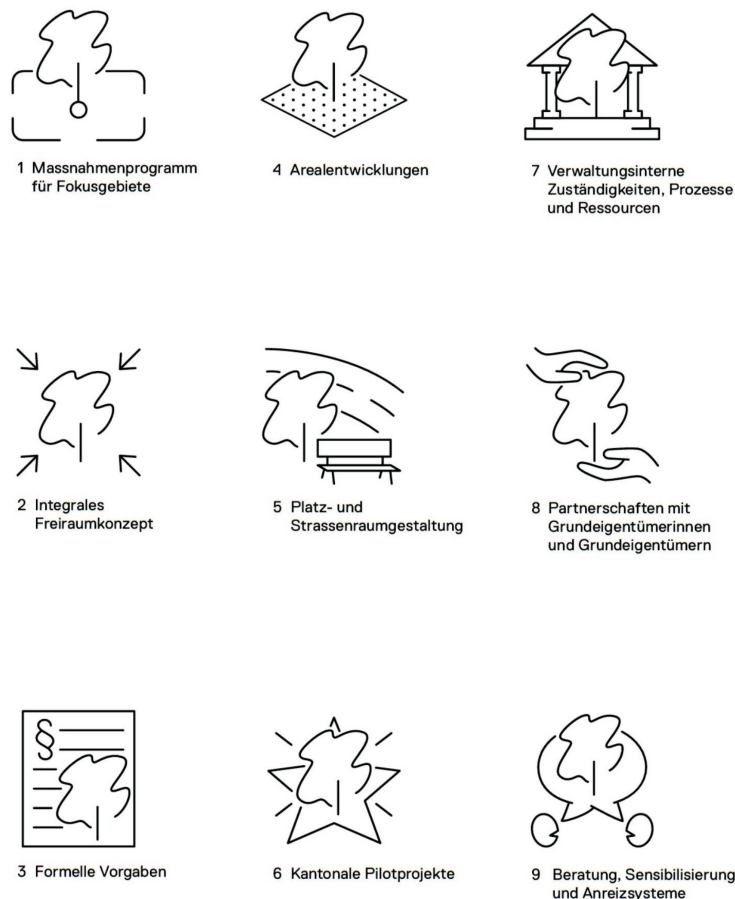 1 Massnahmenprogramm
für Fokusgebiete
4 Arealentwicklungen
7 Verwaltungsinterne
Zuständigkeiten, Prozesse
und Ressourcen
2 Integrales
Freiraumkonzept
5 Platz- und
Strassenraumgestaltung
8 Partnerschaften mit
Grundeigentümerinnen
und Grundeigentümern
§
3 Formelle Vorgaben
6 Kantonale Pilotprojekte
9 Beratung, Sensibilisierung
und Anreizsysteme